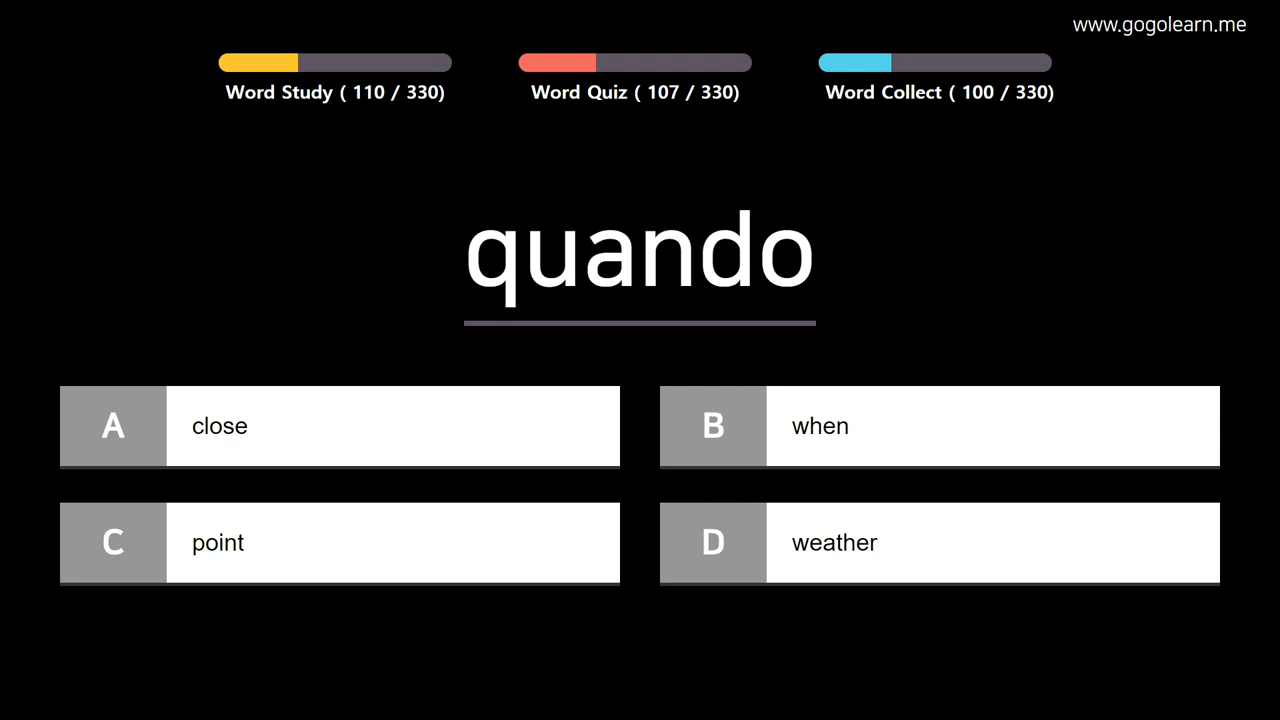 www.gogolearn.me
Word Study ( 110 / 330)
Word Quiz ( 107 / 330)
Word Collect ( 100 / 330)
quando
A close
B when
C point
D weather